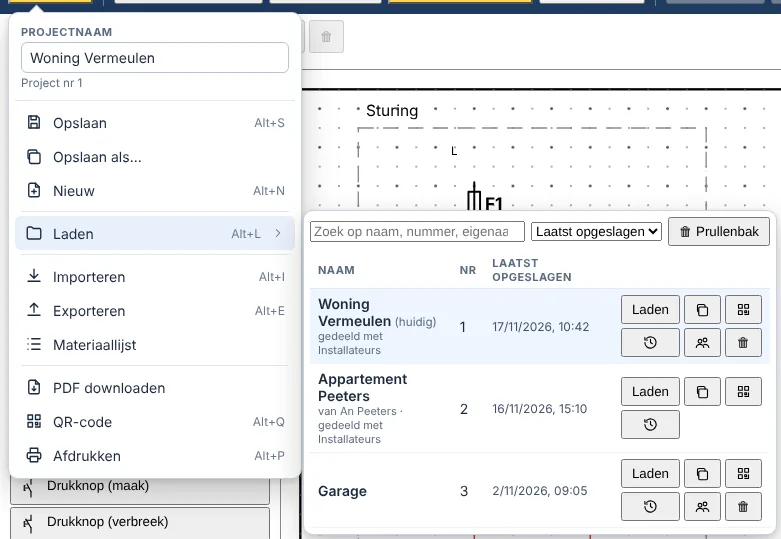 PROJECTNAAM
Woning Vermeulen
Project nr 1
Opslaan Alt+S
Opslaan als...
Nieuw Alt+N
Laden Alt+L
Importeren Alt+I
Exporteren Alt+E
Materiaallijst
PDF downloaden
QR-code Alt+Q
Afdrukken Alt+P
Drukknop (maak)
Drukknop (verbreek)
Sturing
L
F1
Zoek op naam, nummer, eigenaa
Laatst opgeslagen
Prullenbak
NAAM NR LAATST
OPGESLAGEN
Woning
Vermeulen (huidig)
gedeeld met
Installateurs
1 17/11/2026, 10:42 Laden
Appartement
Peeters
van An Peeters ·
gedeeld met
Installateurs
2 16/11/2026, 15:10 Laden
Garage 3 2/11/2026, 09:05 Laden